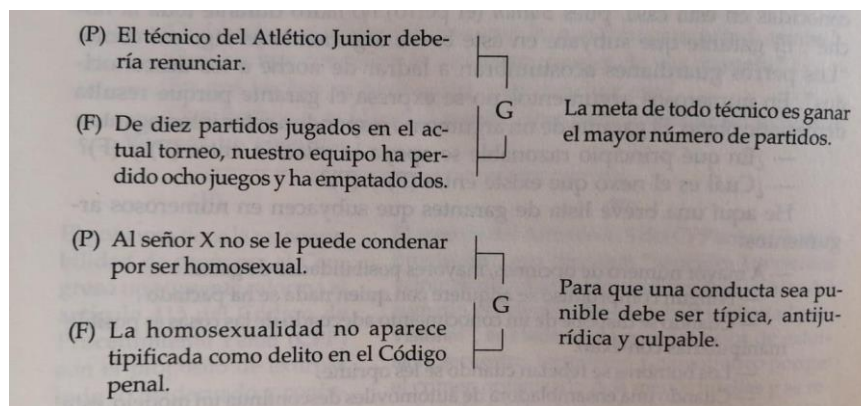 (P) El técnico del Atlético Junior debe-
ría renunciar.
(F) De diez partidos jugados en el ac-
tual torneo, nuestro equipo ha per-
dido ocho juegos y ha empatado dos.
G
La meta de todo técnico es ganar
el mayor número de partidos.
(P) Al señor X no se le puede condenar
por ser homosexual.
(F) La homosexualidad no aparece
tipificada como delito en el Código
penal.
G
Para que una conducta sea pu-
nible debe ser típica, antiju-
rídica y culpable.